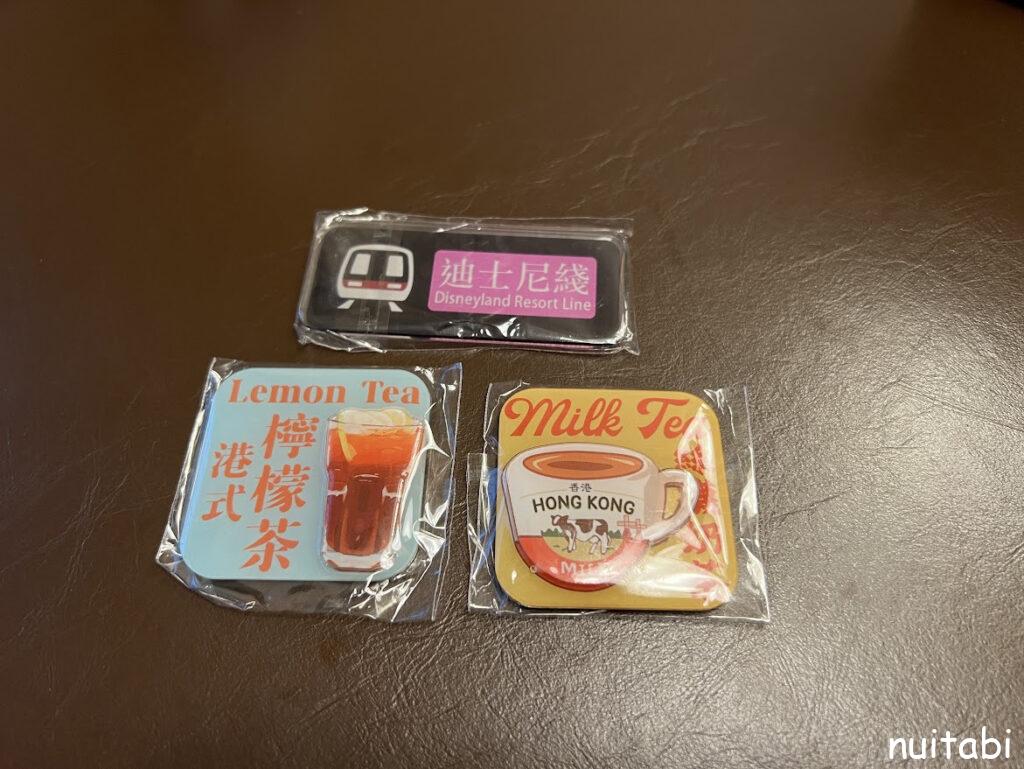 迪士尼綫
Disneyland Resort Line
Lemon Tea
港式
檸檬茶
Milk Tea
香港
HONG KONG
nuitabi